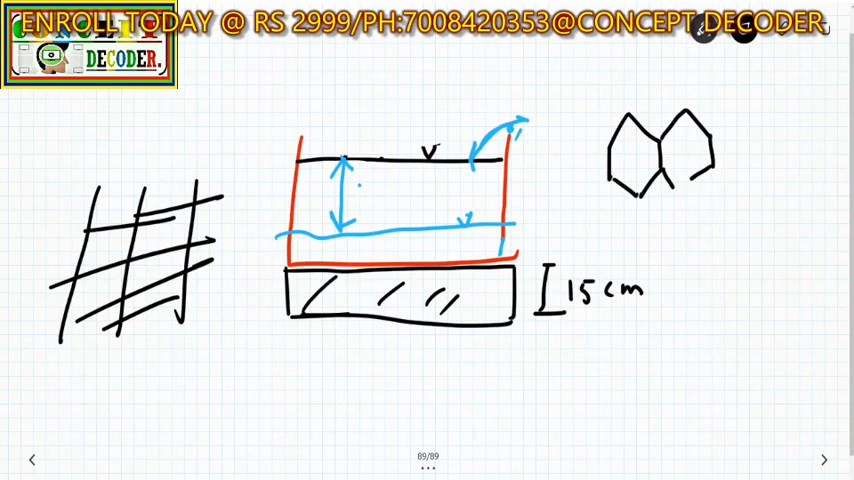 ENROLL TODAY @ RS 2999/PH:7008420353@CONCEPT DECODER
DECODER.
15 cm
89/89